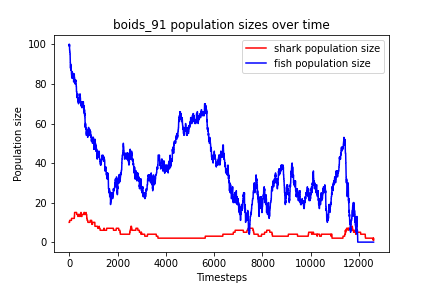 boids_91 population sizes over time
shark population size
fish population size
Population size
100
80
60
40
20
0
0 2000 4000 6000 8000 10000 12000
Timesteps